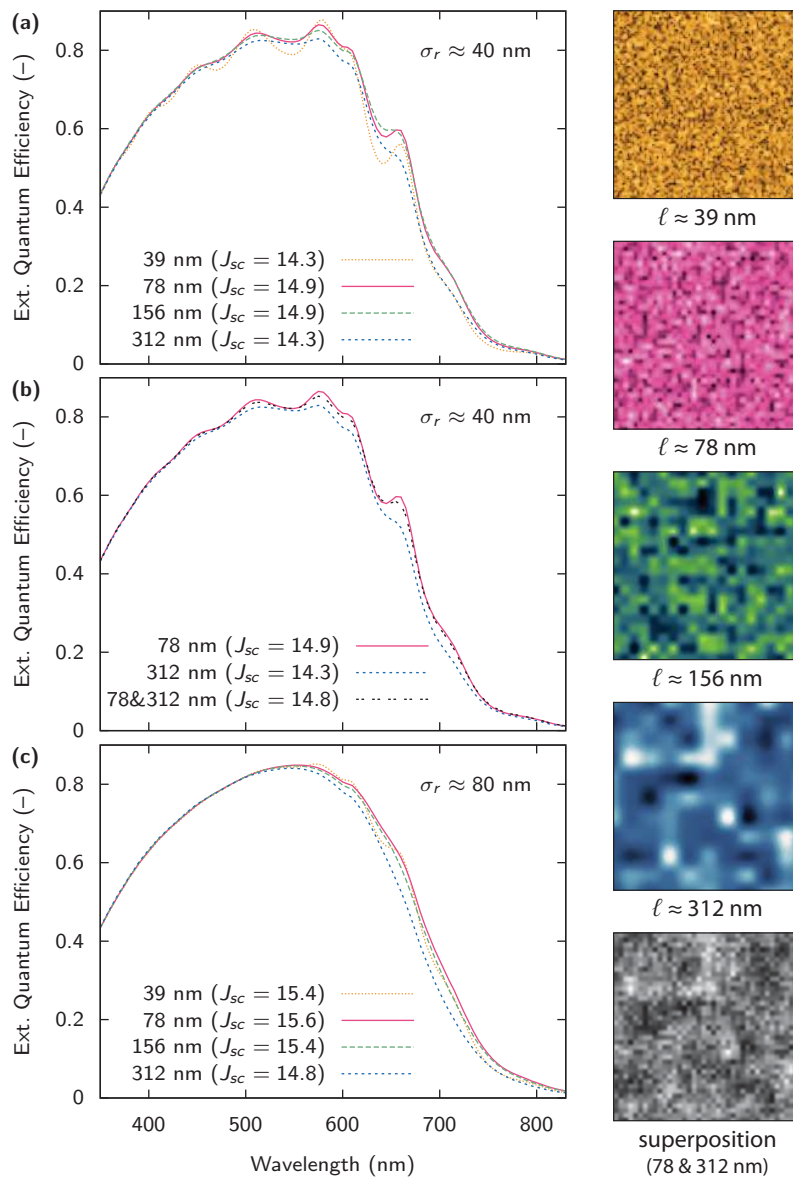 (a)
Ext. Quantum Efficiency (–)
0.8
0.6
0.4
0.2
0
σr ≈ 40 nm
39 nm (Jsc = 14.3)
78 nm (Jsc = 14.9)
156 nm (Jsc = 14.9)
312 nm (Jsc = 14.3)
(b)
Ext. Quantum Efficiency (–)
0.8
0.6
0.4
0.2
0
σr ≈ 40 nm
78 nm (Jsc = 14.9)
312 nm (Jsc = 14.3)
78&312 nm (Jsc = 14.8)
(c)
Ext. Quantum Efficiency (–)
0.8
0.6
0.4
0.2
0
σr ≈ 80 nm
39 nm (Jsc = 15.4)
78 nm (Jsc = 15.6)
156 nm (Jsc = 15.4)
312 nm (Jsc = 14.8)
400 500 600 700 800
Wavelength (nm)
ℓ ≈ 39 nm
ℓ ≈ 78 nm
ℓ ≈ 156 nm
ℓ ≈ 312 nm
superposition
(78 & 312 nm)